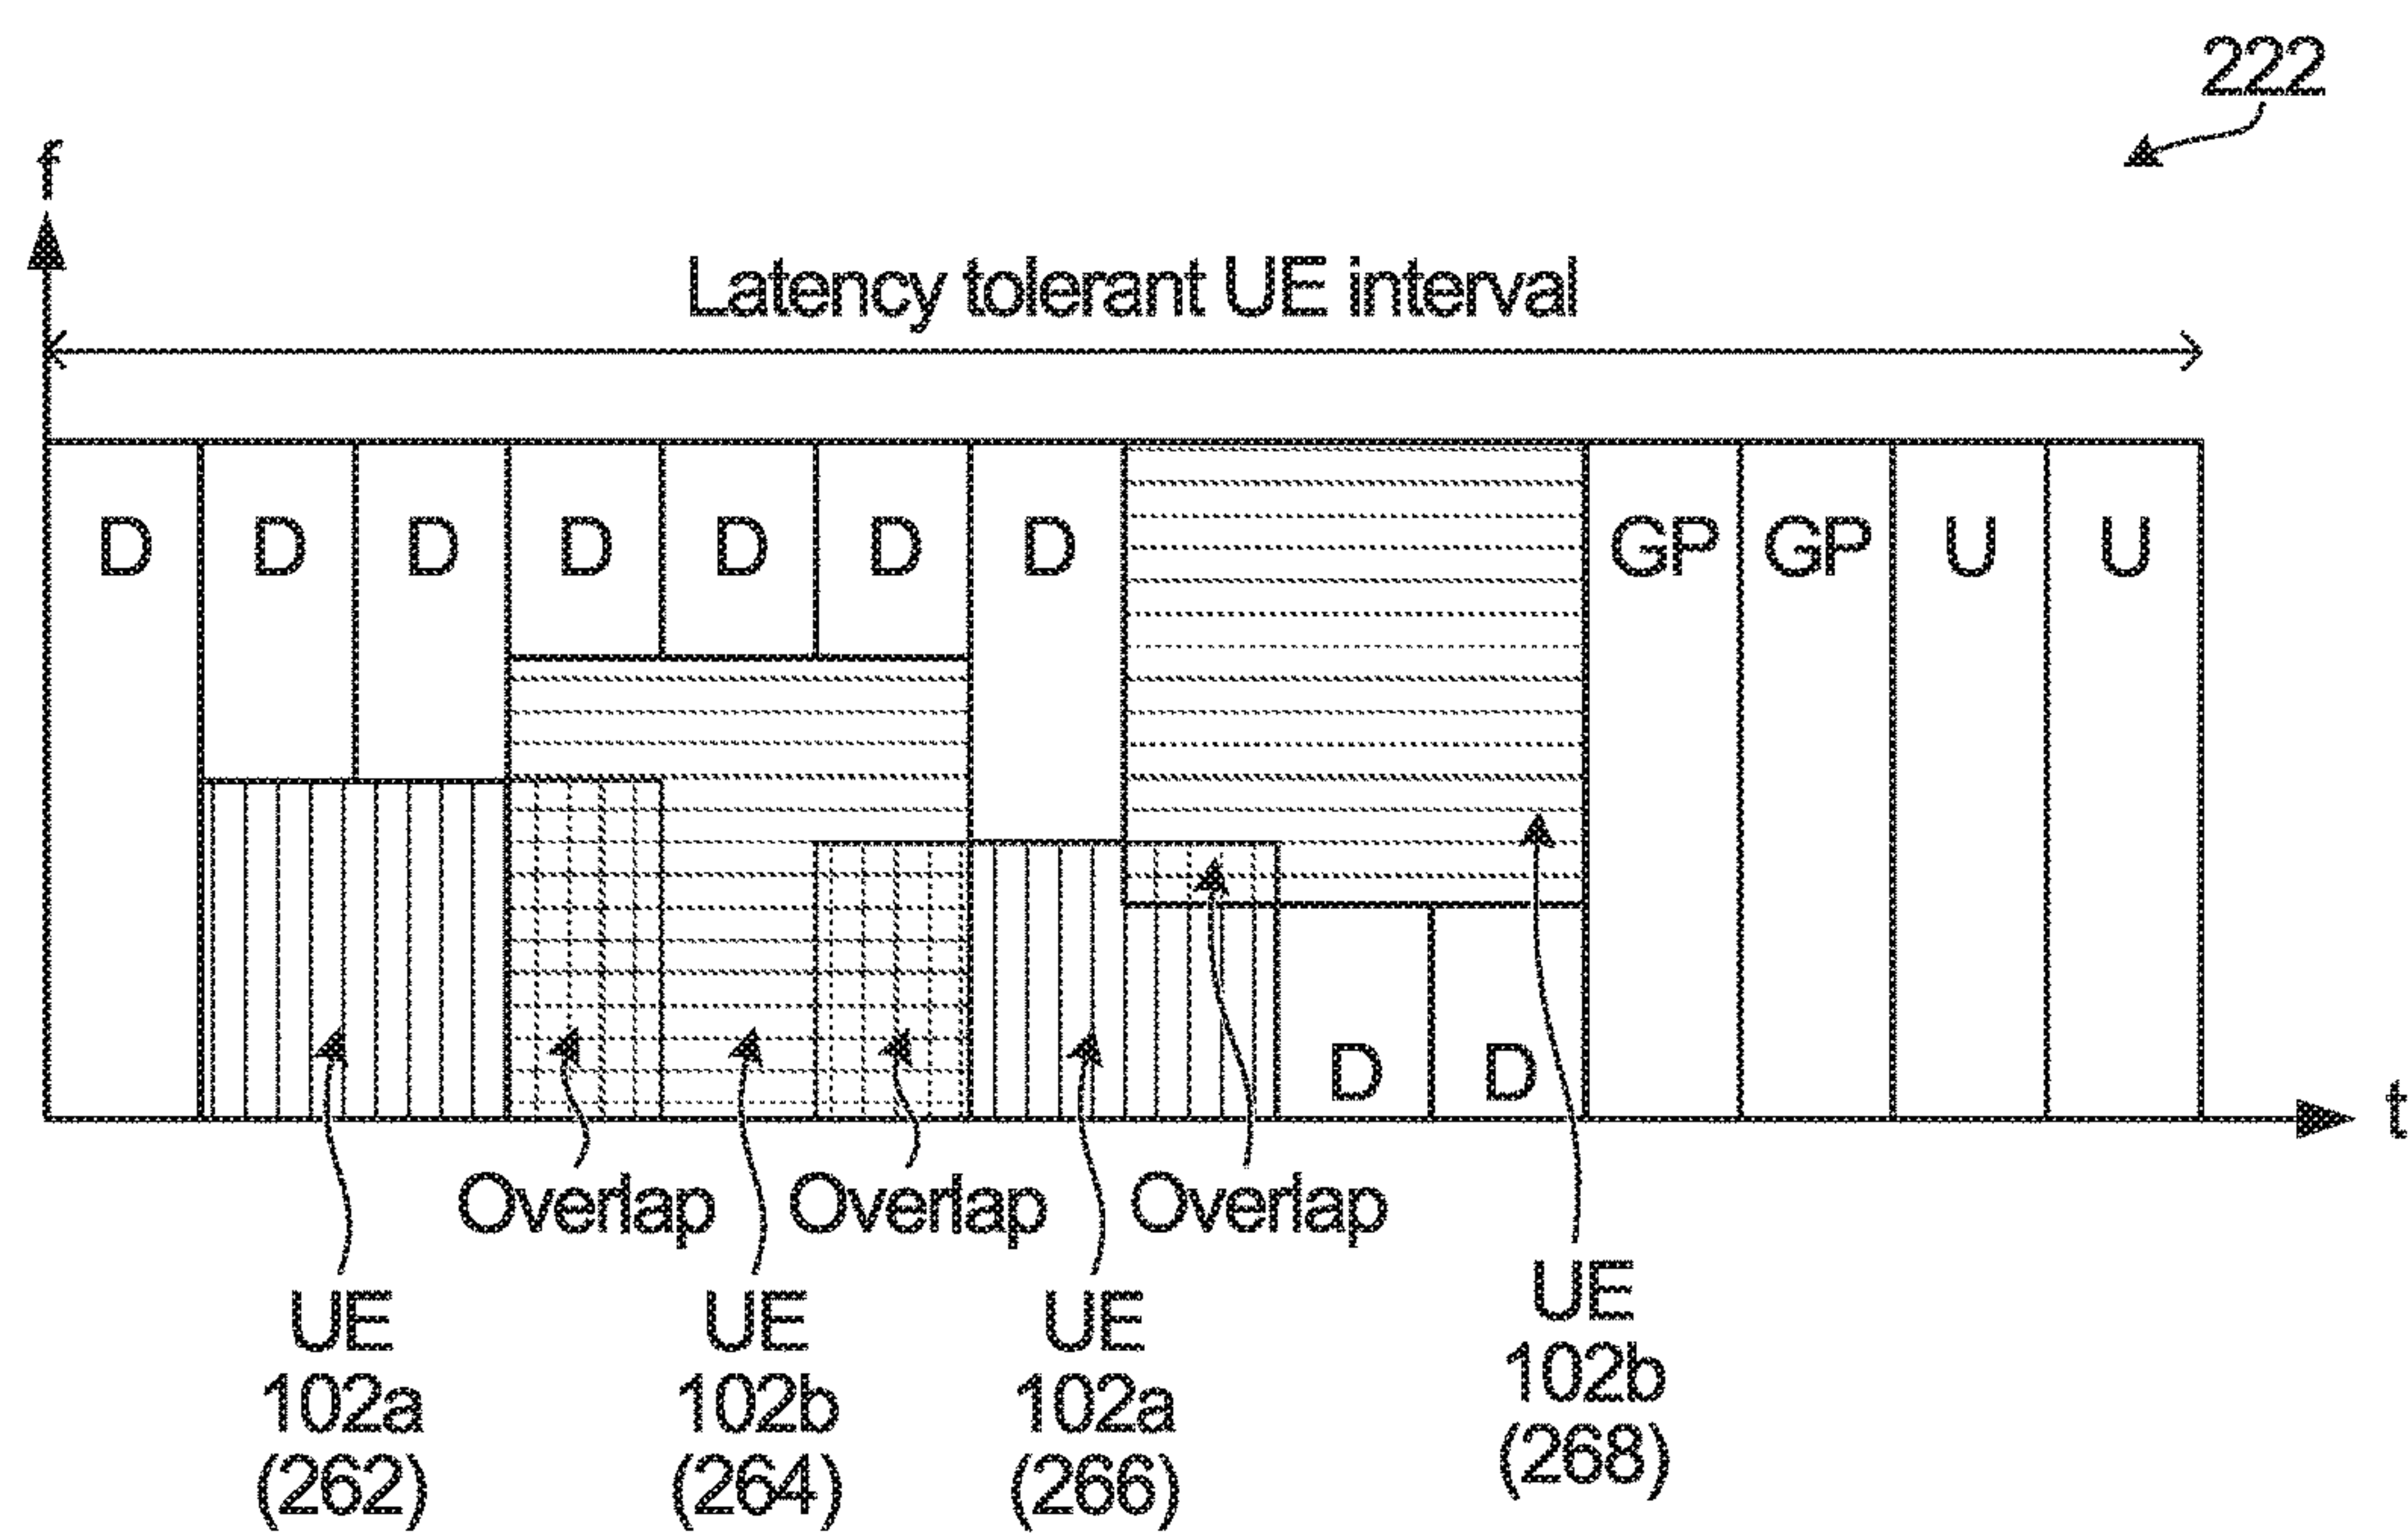 222
f
Latency tolerant UE interval
D D D D D D D GP GP U U
D D
t
Overlap Overlap Overlap
UE
102a
(262)
UE
102b
(264)
UE
102a
(266)
UE
102b
(268)